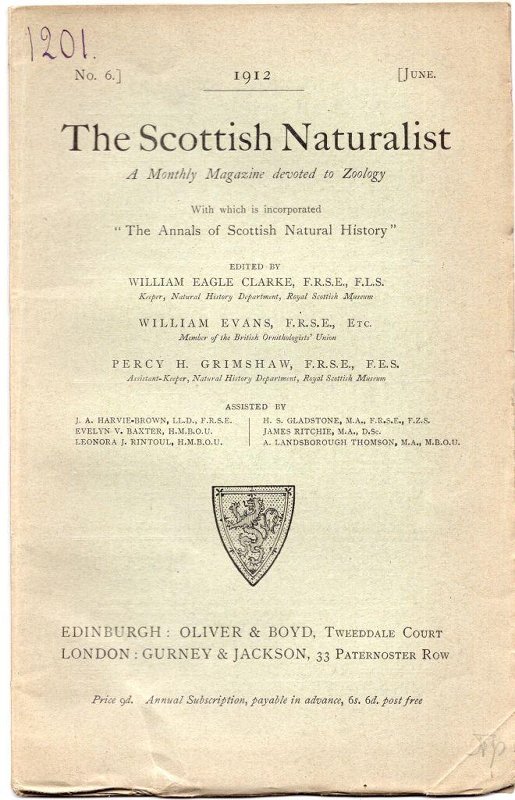 1201.
No. 6.] 1912 [June.
The Scottish Naturalist
A Monthly Magazine devoted to Zoology
With which is incorporated
"The Annals of Scottish Natural History"
EDITED BY
WILLIAM EAGLE CLARKE, F.R.S.E., F.L.S.
Keeper, Natural History Department, Royal Scottish Museum
WILLIAM EVANS, F.R.S.E., Etc.
Member of the British Ornithologists' Union
PERCY H. GRIMSHAW, F.R.S.E., F.E.S.
Assistant-Keeper, Natural History Department, Royal Scottish Museum
ASSISTED BY
J. A. HARVIE-BROWN, LL.D., F.R.S.E.
EVELYN V. BAXTER, H.M.B.O.U.
LEONORA J. RINTOUL, H.M.B.O.U.
H. S. GLADSTONE, M.A., F.R.S.E., F.Z.S.
JAMES RITCHIE, M.A., D.Sc.
A. LANDSBOROUGH THOMSON, M.A., M.B.O.U.
EDINBURGH: OLIVER & BOYD, Tweeddale Court
LONDON: GURNEY & JACKSON, 33 Paternoster Row
Price 9d. Annual Subscription, payable in advance, 6s. 6d. post free